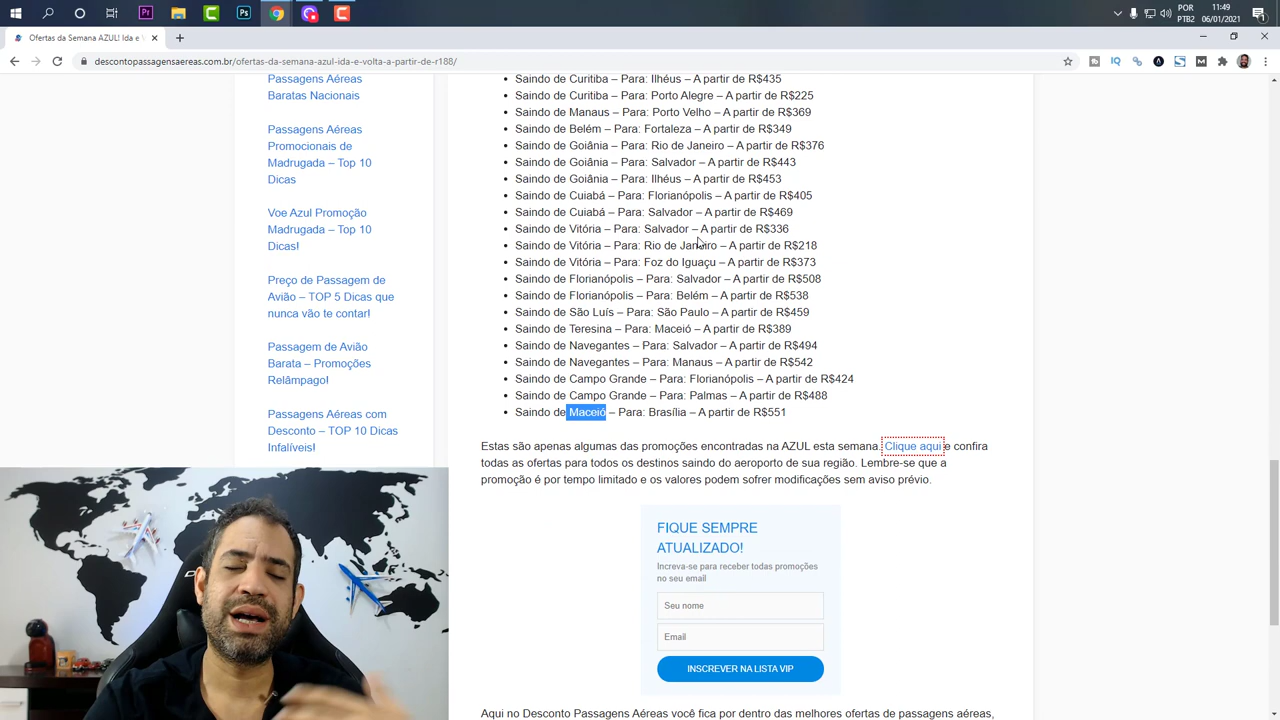 POR
PTB2
11:49
06/01/2021
Ofertas da Semana AZUL! Ida e V
descontopassagensaereas.com.br/ofertas-da-semana-azul-ida-e-volta-a-partir-de-r188/
Passagens Aéreas
Baratas Nacionais
Passagens Aéreas
Promocionais de
Madrugada – Top 10
Dicas
Voe Azul Promoção
Madrugada – Top 10
Dicas!
Preço de Passagem de
Avião – TOP 5 Dicas que
nunca vão te contar!
Passagem de Avião
Barata – Promoções
Relâmpago!
Passagens Aéreas com
Desconto – TOP 10 Dicas
Infalíveis!
Saindo de Curitiba – Para: Ilhéus – A partir de R$435
Saindo de Curitiba – Para: Porto Alegre – A partir de R$225
Saindo de Manaus – Para: Porto Velho – A partir de R$369
Saindo de Belém – Para: Fortaleza – A partir de R$349
Saindo de Goiânia – Para: Rio de Janeiro – A partir de R$376
Saindo de Goiânia – Para: Salvador – A partir de R$443
Saindo de Goiânia – Para: Ilhéus – A partir de R$453
Saindo de Cuiabá – Para: Florianópolis – A partir de R$405
Saindo de Cuiabá – Para: Salvador – A partir de R$469
Saindo de Vitória – Para: Salvador – A partir de R$336
Saindo de Vitória – Para: Rio de Janeiro – A partir de R$218
Saindo de Vitória – Para: Foz do Iguaçu – A partir de R$373
Saindo de Florianópolis – Para: Salvador – A partir de R$508
Saindo de Florianópolis – Para: Belém – A partir de R$538
Saindo de São Luís – Para: São Paulo – A partir de R$459
Saindo de Teresina – Para: Maceió – A partir de R$389
Saindo de Navegantes – Para: Salvador – A partir de R$494
Saindo de Navegantes – Para: Manaus – A partir de R$542
Saindo de Campo Grande – Para: Florianópolis – A partir de R$424
Saindo de Campo Grande – Para: Palmas – A partir de R$488
Saindo de Maceió – Para: Brasília – A partir de R$551
Estas são apenas algumas das promoções encontradas na AZUL esta semana. Clique aqui e confira
todas as ofertas para todos os destinos saindo do aeroporto de sua região. Lembre-se que a
promoção é por tempo limitado e os valores podem sofrer modificações sem aviso prévio.
FIQUE SEMPRE
ATUALIZADO!
Increva-se para receber todas promoções
no seu email
Seu nome
Email
INSCREVER NA LISTA VIP
Aqui no Desconto Passagens Aéreas você fica por dentro das melhores ofertas de passagens aéreas,